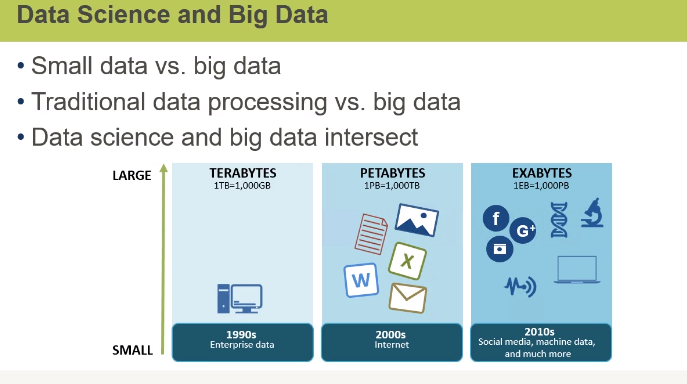 Data Science and Big Data
• Small data vs. big data
• Traditional data processing vs. big data
• Data science and big data intersect
LARGE
TERABYTES
1TB=1,000GB
PETABYTES
1PB=1,000TB
EXABYTES
1EB=1,000PB
f
G+
X
W
1990s
Enterprise data
2000s
Internet
2010s
Social media, machine data,
and much more
SMALL